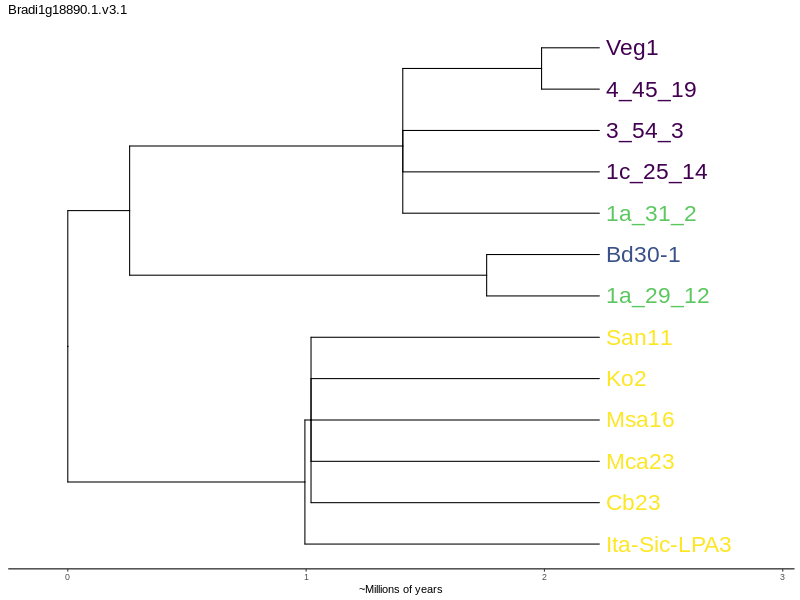 Bradi1g18890.1.v3.1
Veg1
4_45_19
3_54_3
1c_25_14
1a_31_2
Bd30-1
1a_29_12
San11
Ko2
Msa16
Mca23
Cb23
Ita-Sic-LPA3
0 1 2 3
~Millions of years